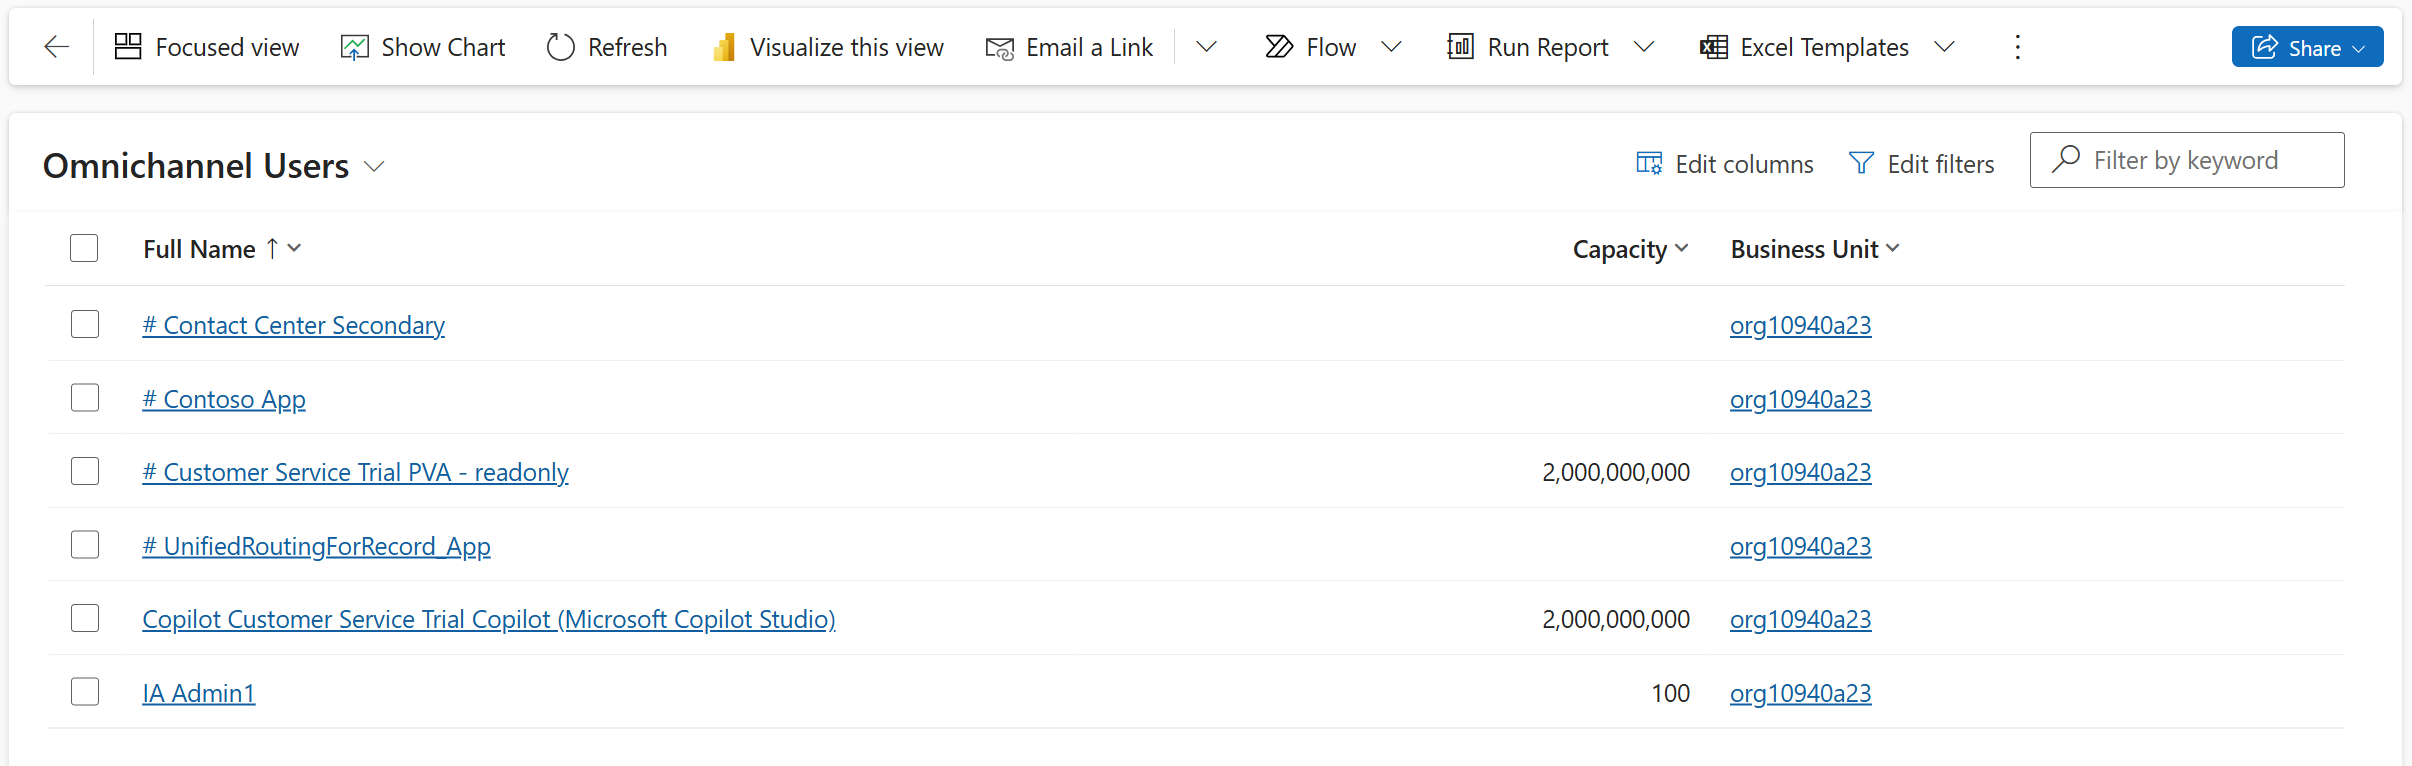 Focused view Show Chart Refresh Visualize this view Email a Link Flow Run Report Excel Templates Share
Omnichannel Users Edit columns Edit filters Filter by keyword
Full Name Capacity Business Unit
# Contact Center Secondary org10940a23
# Contoso App org10940a23
# Customer Service Trial PVA - readonly 2,000,000,000 org10940a23
# UnifiedRoutingForRecord_App org10940a23
Copilot Customer Service Trial Copilot (Microsoft Copilot Studio) 2,000,000,000 org10940a23
IA Admin1 100 org10940a23